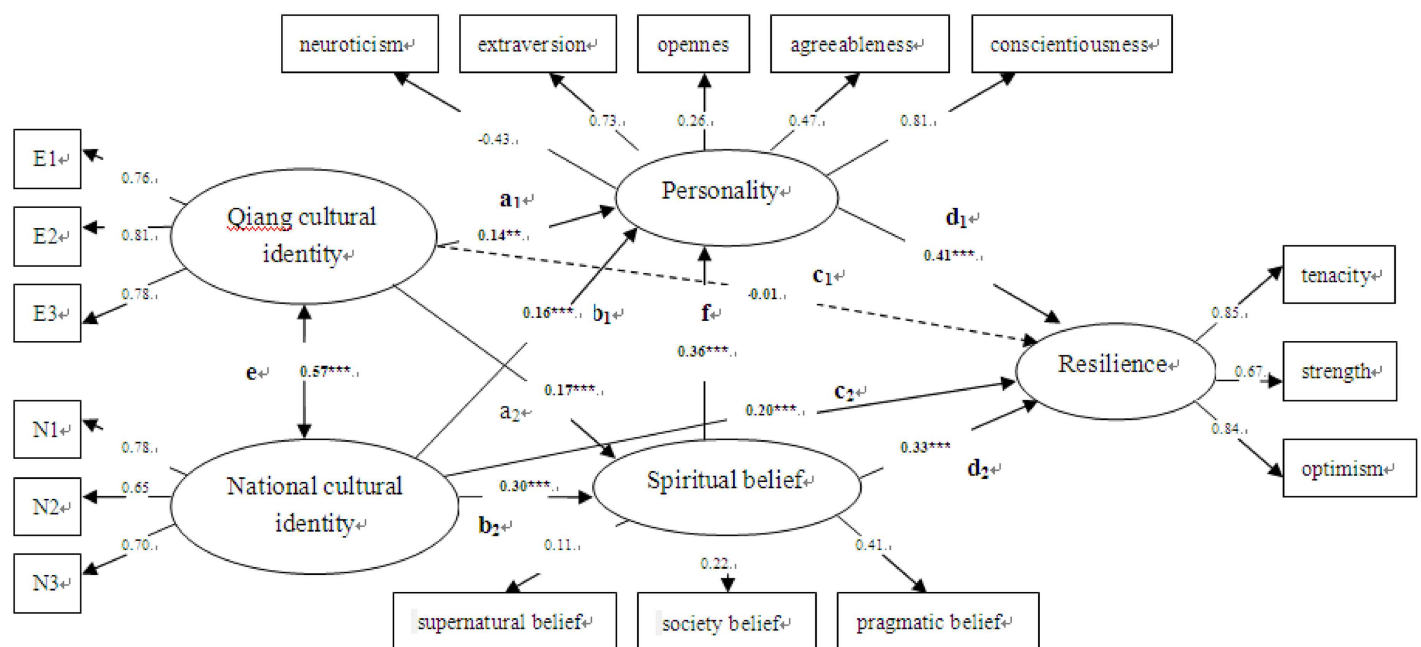 neuroticism↵
extraversion↵
opennes
agreeableness↵
conscientiousness↵
-0.43.
0.73.
0.26.
0.47.
0.81.
E1↵
E2↵
E3↵
0.76.
0.81.
0.78.
Qiang cultural
identity↵
Personality↵
a₁↵
0.14**.
d₁↵
0.41***.
c₁↵
-0.01.
0.16***.
b₁↵
f↵
0.36***.
e↵
0.57***.
0.17***.
a₂↵
c₂↵
0.20***.
Resilience↵
tenacity↵
strength↵
optimism↵
0.85.
0.67.
0.84.
N1↵
N2↵
N3↵
0.78.
0.65
0.70.
National cultural
identity↵
0.30***.
b₂↵
Spiritual belief↵
0.33***
d₂↵
0.11.
0.22.
0.41.
supernatural belief↵
society belief↵
pragmatic belief↵